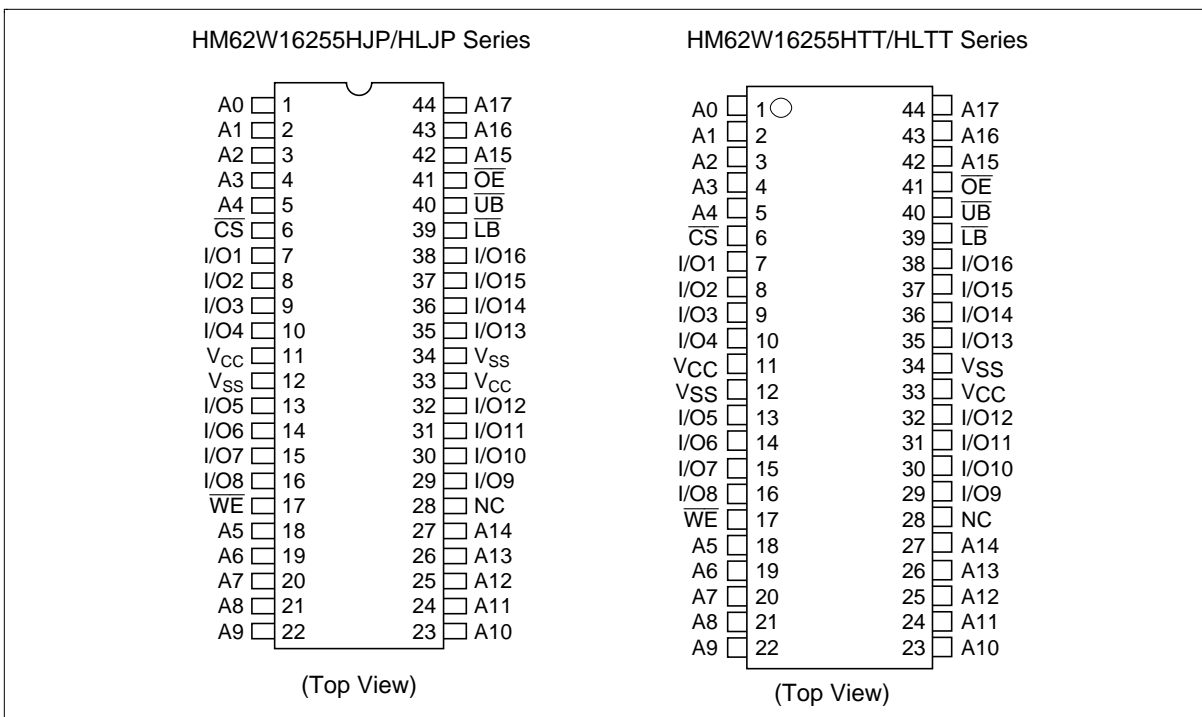 HM62W16255HJP/HLJP Series
A0 1 44 A17
A1 2 43 A16
A2 3 42 A15
A3 4 41 OE
A4 5 40 UB
CS 6 39 LB
I/O1 7 38 I/O16
I/O2 8 37 I/O15
I/O3 9 36 I/O14
I/O4 10 35 I/O13
VCC 11 34 VSS
VSS 12 33 VCC
I/O5 13 32 I/O12
I/O6 14 31 I/O11
I/O7 15 30 I/O10
I/O8 16 29 I/O9
WE 17 28 NC
A5 18 27 A14
A6 19 26 A13
A7 20 25 A12
A8 21 24 A11
A9 22 23 A10
(Top View)
HM62W16255HTT/HLTT Series
A0 1 44 A17
A1 2 43 A16
A2 3 42 A15
A3 4 41 OE
A4 5 40 UB
CS 6 39 LB
I/O1 7 38 I/O16
I/O2 8 37 I/O15
I/O3 9 36 I/O14
I/O4 10 35 I/O13
VCC 11 34 VSS
VSS 12 33 VCC
I/O5 13 32 I/O12
I/O6 14 31 I/O11
I/O7 15 30 I/O10
I/O8 16 29 I/O9
WE 17 28 NC
A5 18 27 A14
A6 19 26 A13
A7 20 25 A12
A8 21 24 A11
A9 22 23 A10
(Top View)